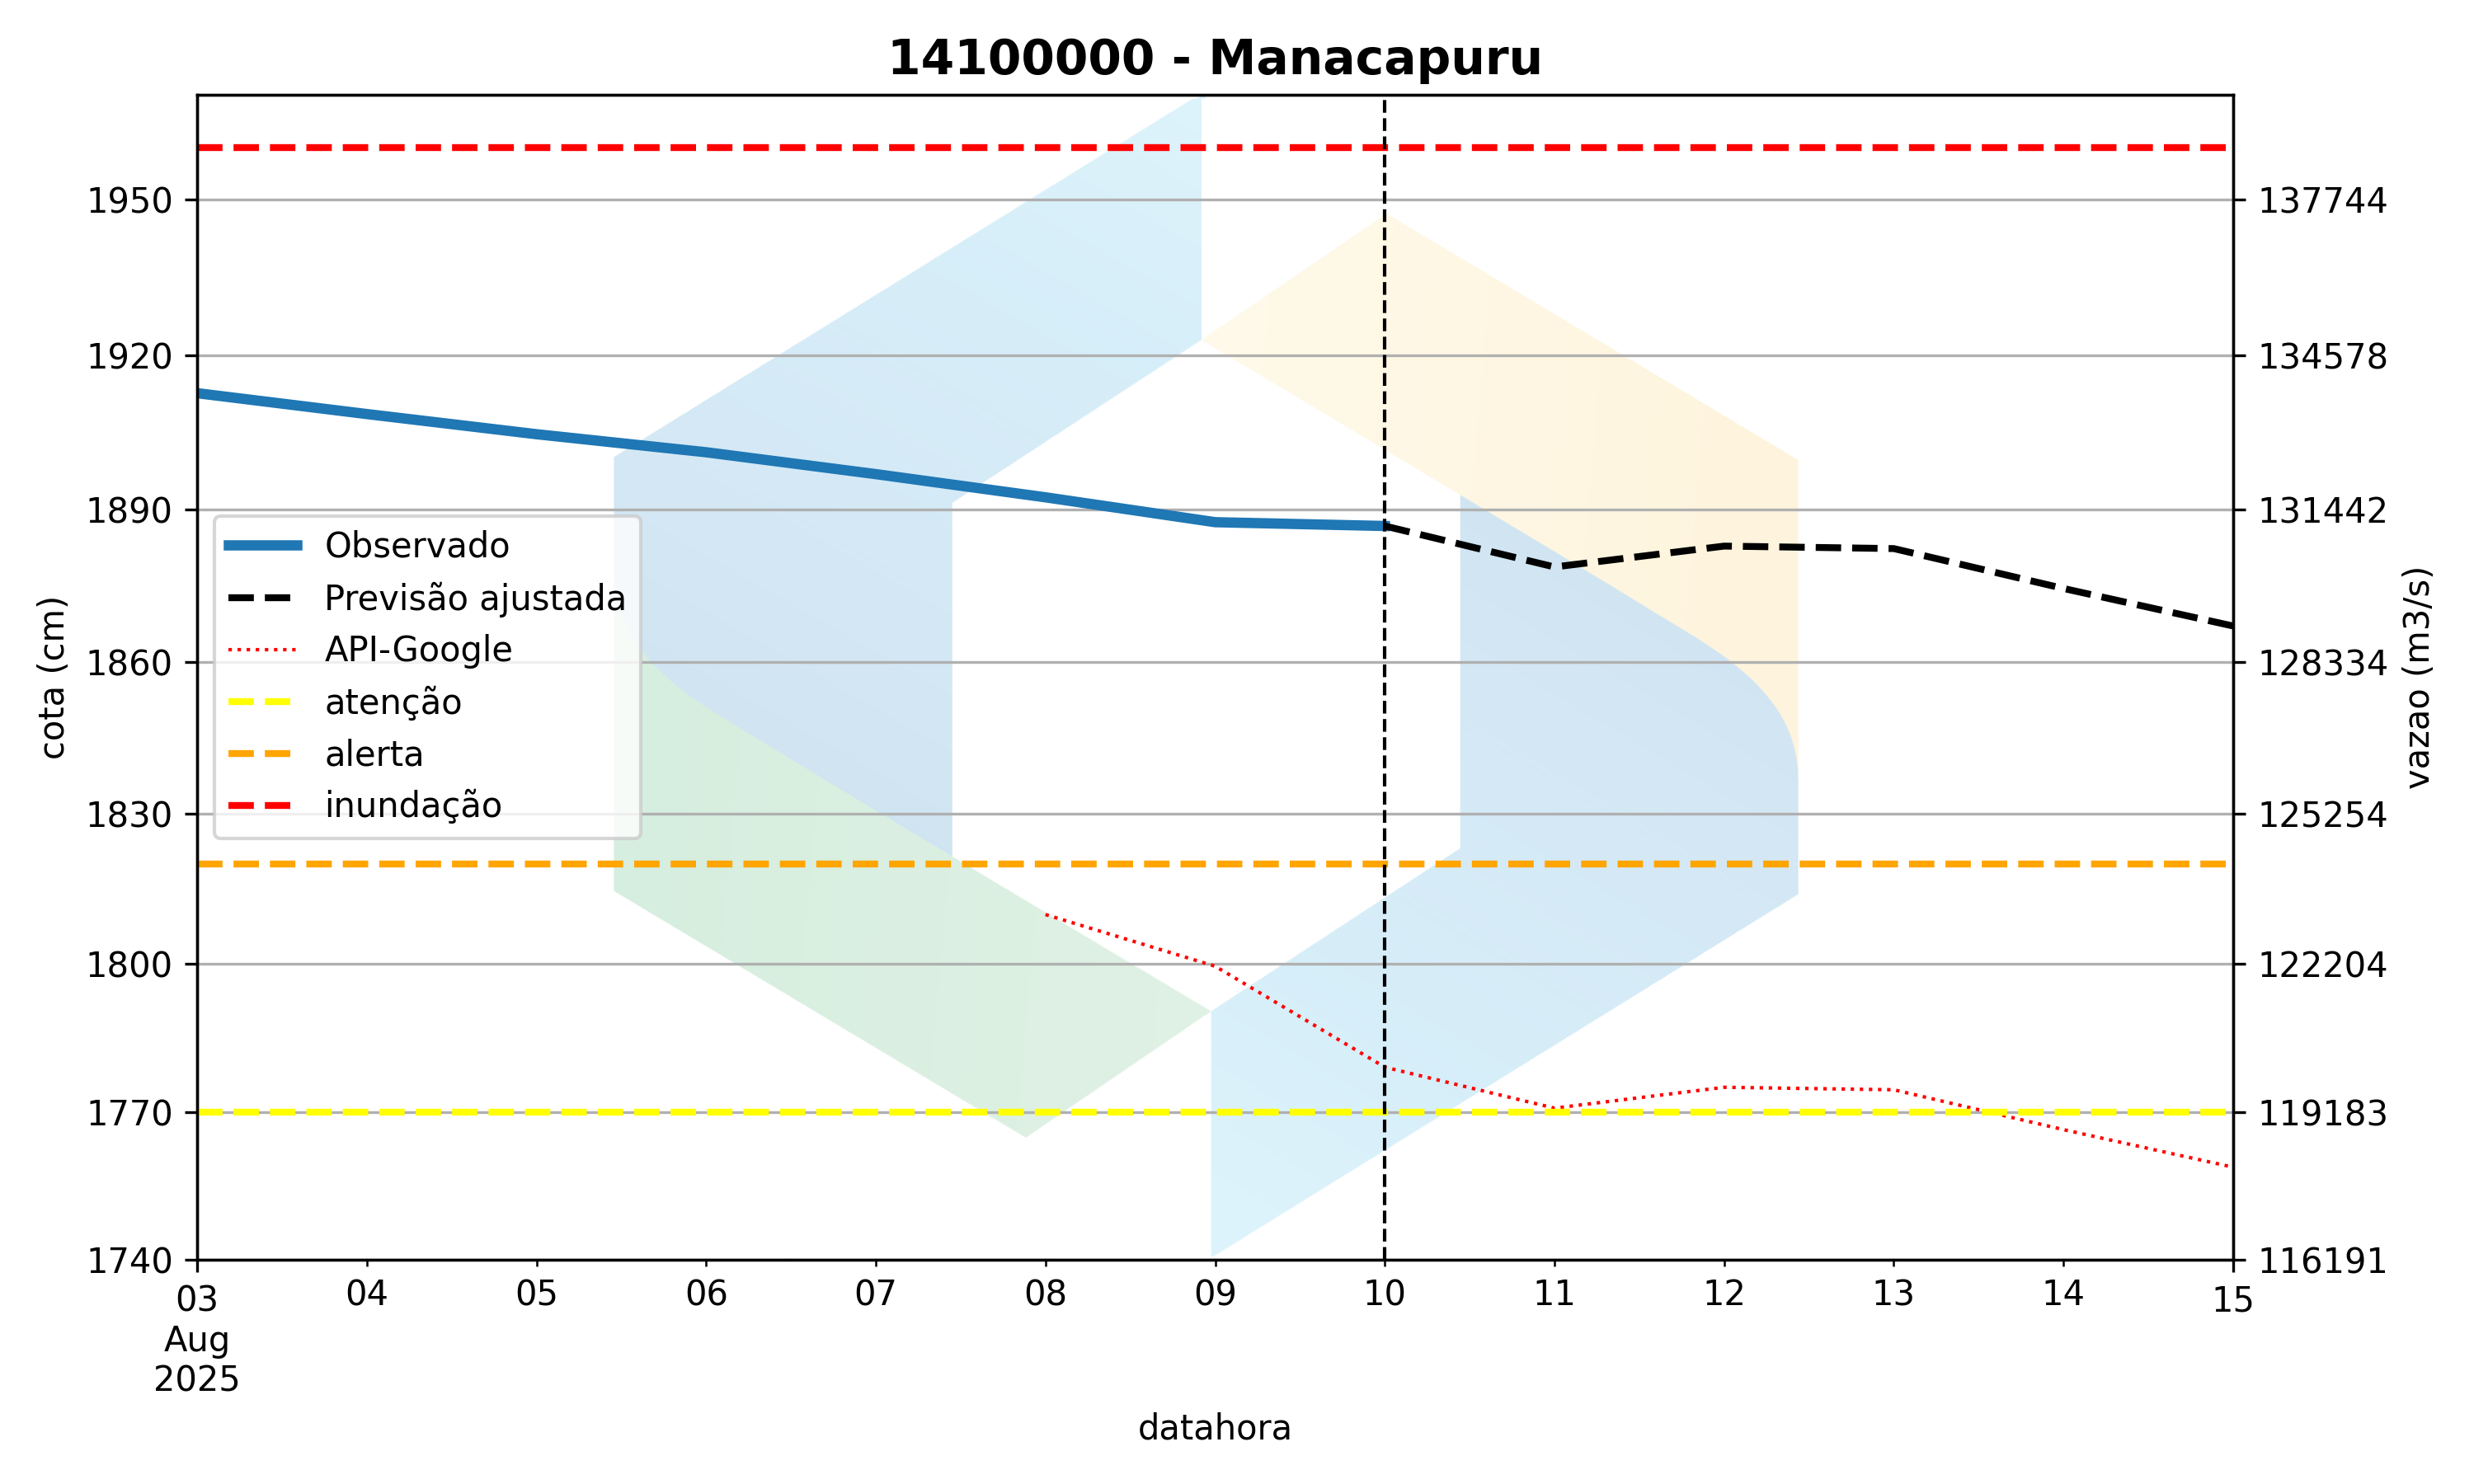 14100000 - Manacapuru
1950
1920
1890
1860
1830
1800
1770
1740
cota (cm)
Observado
Previsão ajustada
API-Google
atenção
alerta
inundação
137744
134578
131442
128334
125254
122204
119183
116191
vazao (m3/s)
03 04 05 06 07 08 09 10 11 12 13 14 15
Aug
2025
datahora